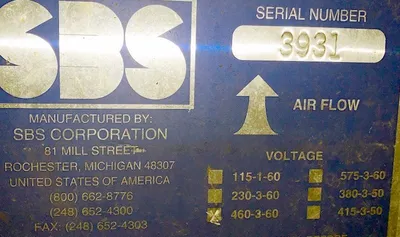 SBS
MANUFACTURED BY:
SBS CORPORATION
81 MILL STREET
ROCHESTER, MICHIGAN 48307
UNITED STATES OF AMERICA
(800) 662-8776
(248) 652-4300
FAX: (248) 652-4303
SERIAL NUMBER
3931
AIR FLOW
VOLTAGE
115-1-60
575-3-60
230-3-60
380-3-50
460-3-60
415-3-50